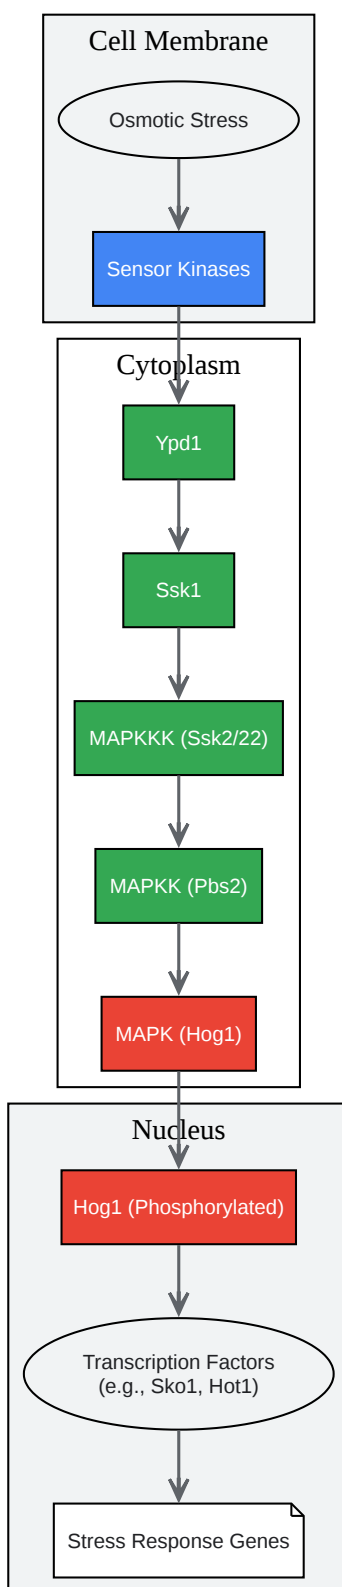 Cell Membrane
Osmotic Stress
Sensor Kinases
Cytoplasm
Ypd1
Ssk1
MAPKKK (Ssk2/22)
MAPKK (Pbs2)
MAPK (Hog1)
Nucleus
Hog1 (Phosphorylated)
Transcription Factors
(e.g., Sko1, Hot1)
Stress Response Genes